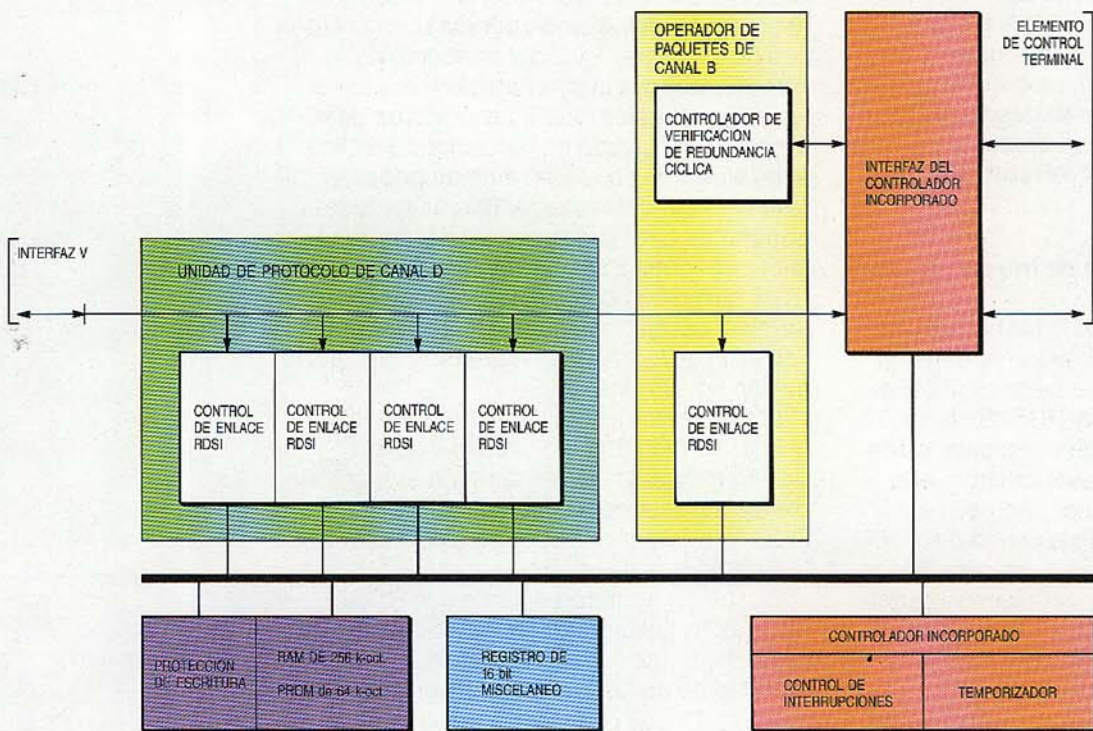 OPERADOR DE
PAQUETES DE
CANAL B
CONTROLADOR DE
VERIFICACION
DE REDUNDANCIA
CICLICA
ELEMENTO
DE CONTROL
TERMINAL
INTERFAZ DEL
CONTROLADOR
INCORPORADO
INTERFAZ V
UNIDAD DE PROTOCOLO DE CANAL D
CONTROL
DE ENLACE
RDSI
CONTROL
DE ENLACE
RDSI
CONTROL
DE ENLACE
RDSI
CONTROL
DE ENLACE
RDSI
CONTROL
DE ENLACE
RDSI
PROTECCION
DE ESCRITURA
RAM DE 256 k-oct.
PROM de 64 k-oct.
REGISTRO DE
16 bit
MISCELANEO
CONTROLADOR INCORPORADO
CONTROL DE
INTERRUPCIONES
TEMPORIZADOR